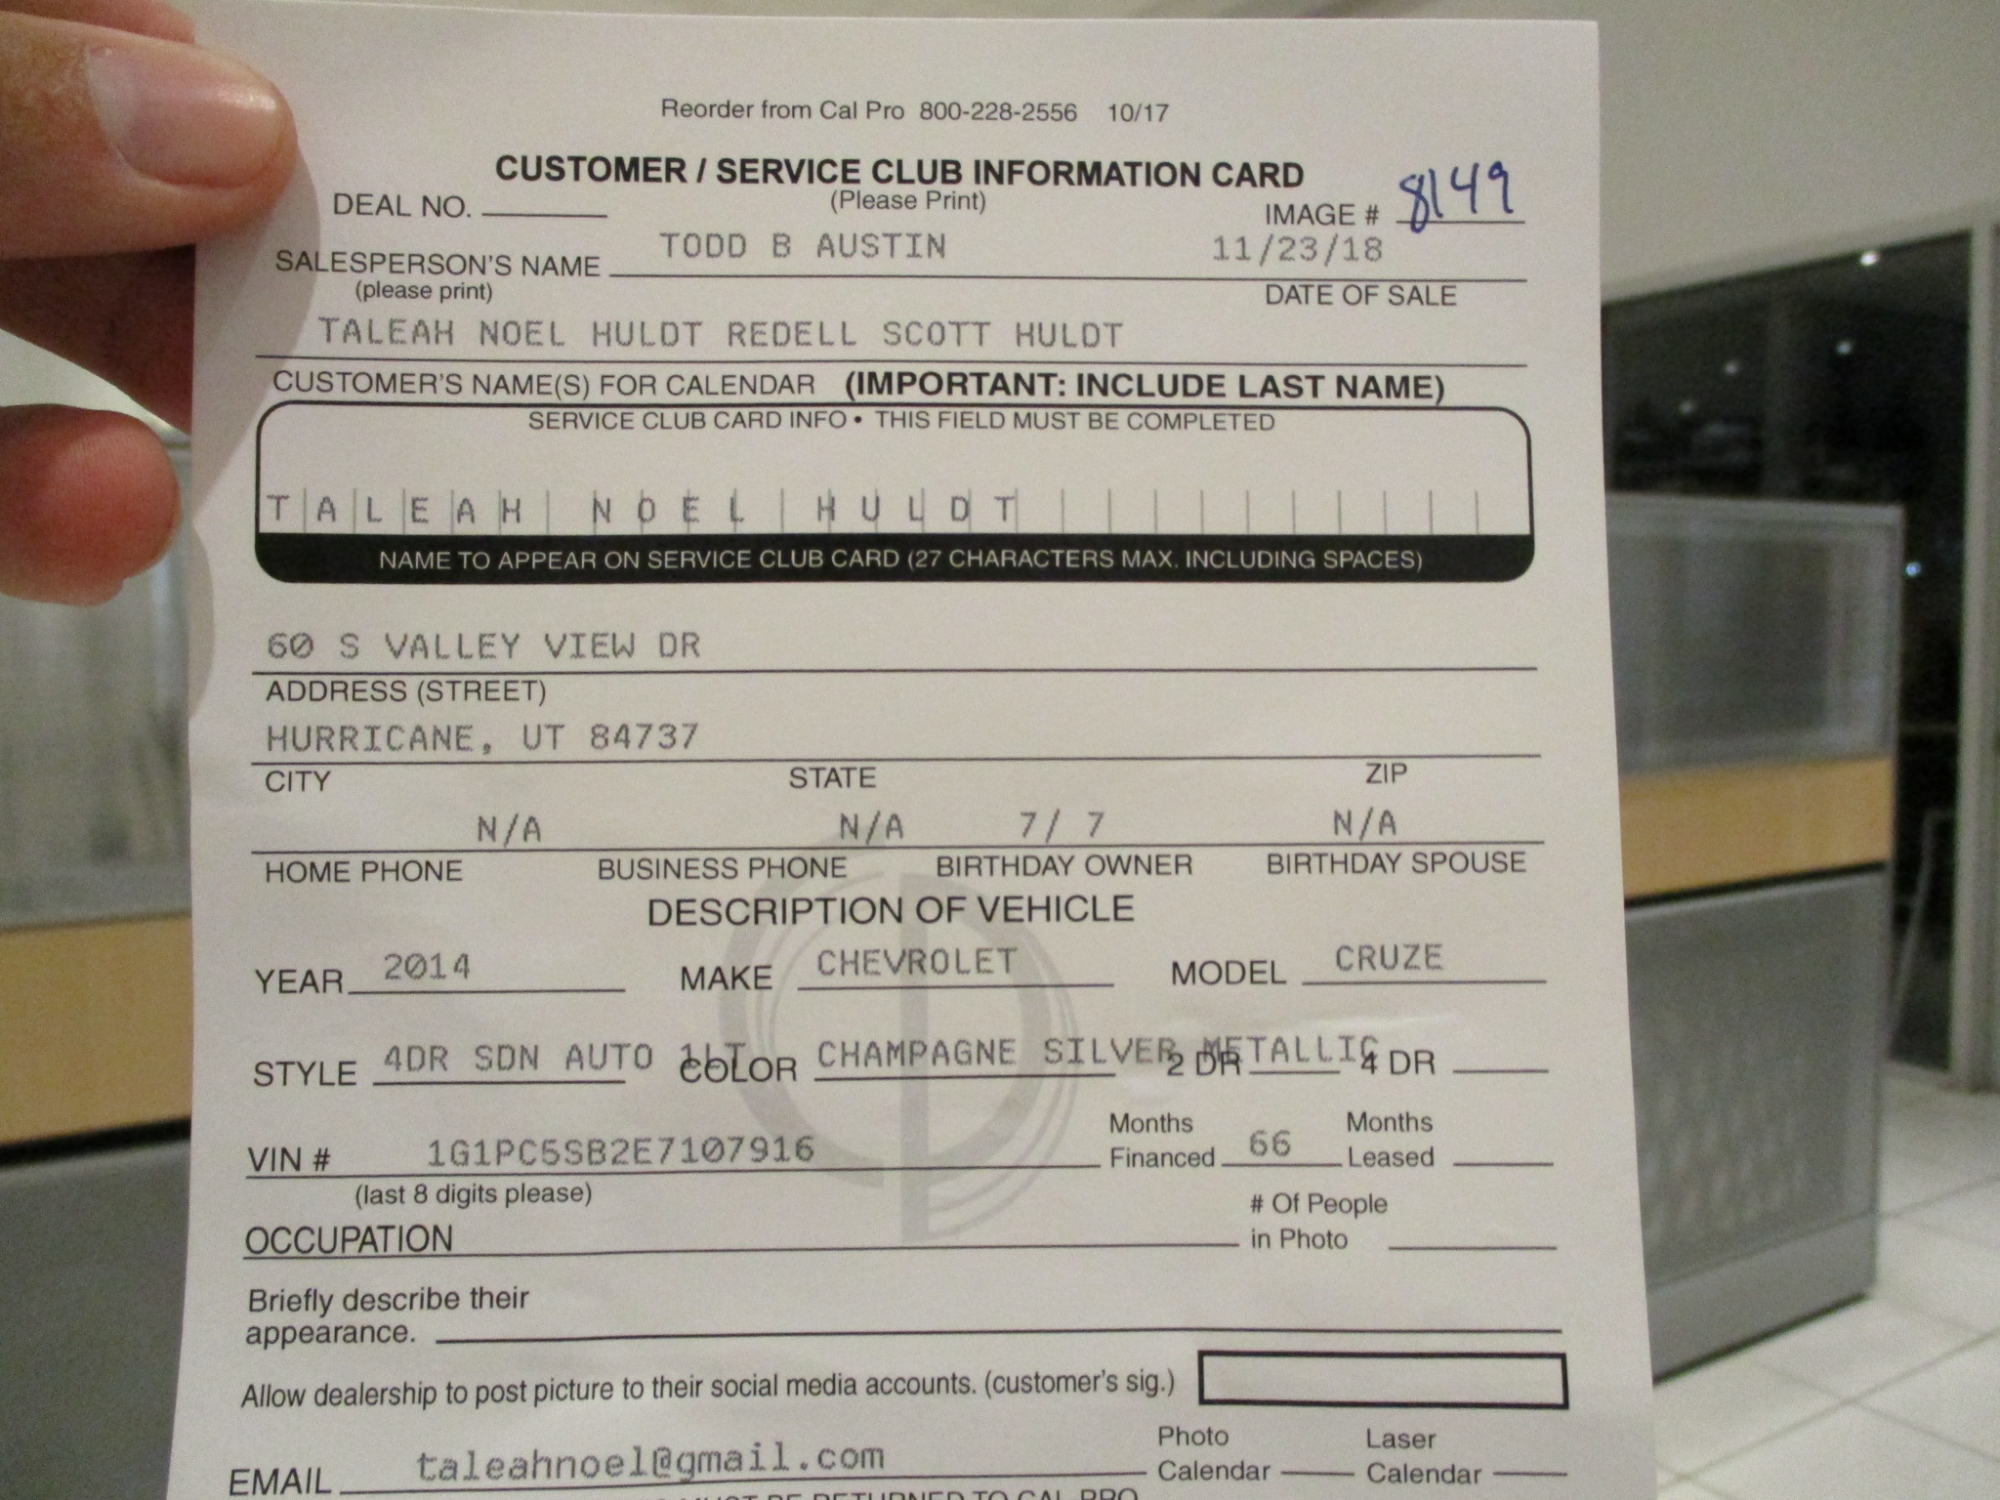 Reorder from Cal Pro 800-228-2556 10/17
CUSTOMER / SERVICE CLUB INFORMATION CARD
DEAL NO. (Please Print) IMAGE # 8149
SALESPERSON'S NAME TODD B AUSTIN 11/23/18
(please print) DATE OF SALE
TALEAH NOEL HULDT REDELL SCOTT HULDT
CUSTOMER'S NAME(S) FOR CALENDAR (IMPORTANT: INCLUDE LAST NAME)
SERVICE CLUB CARD INFO • THIS FIELD MUST BE COMPLETED
TALEAH NOEL HULDT
NAME TO APPEAR ON SERVICE CLUB CARD (27 CHARACTERS MAX. INCLUDING SPACES)
60 S VALLEY VIEW DR
ADDRESS (STREET)
HURRICANE, UT 84737
CITY STATE ZIP
N/A N/A 7/ 7 N/A
HOME PHONE BUSINESS PHONE BIRTHDAY OWNER BIRTHDAY SPOUSE
DESCRIPTION OF VEHICLE
YEAR 2014 MAKE CHEVROLET MODEL CRUZE
STYLE 4DR SDN AUTO 1LT COLOR CHAMPAGNE SILVER METALLIC 2 DR 4 DR
VIN # 1G1PC5SB2E7107916 Months Financed 66 Months Leased
(last 8 digits please)
OCCUPATION # Of People in Photo
Briefly describe their
appearance.
Allow dealership to post picture to their social media accounts. (customer's sig.)
EMAIL taleahnoel@gmail.com Photo Calendar Laser Calendar
MUST BE RETURNED TO CAL PRO